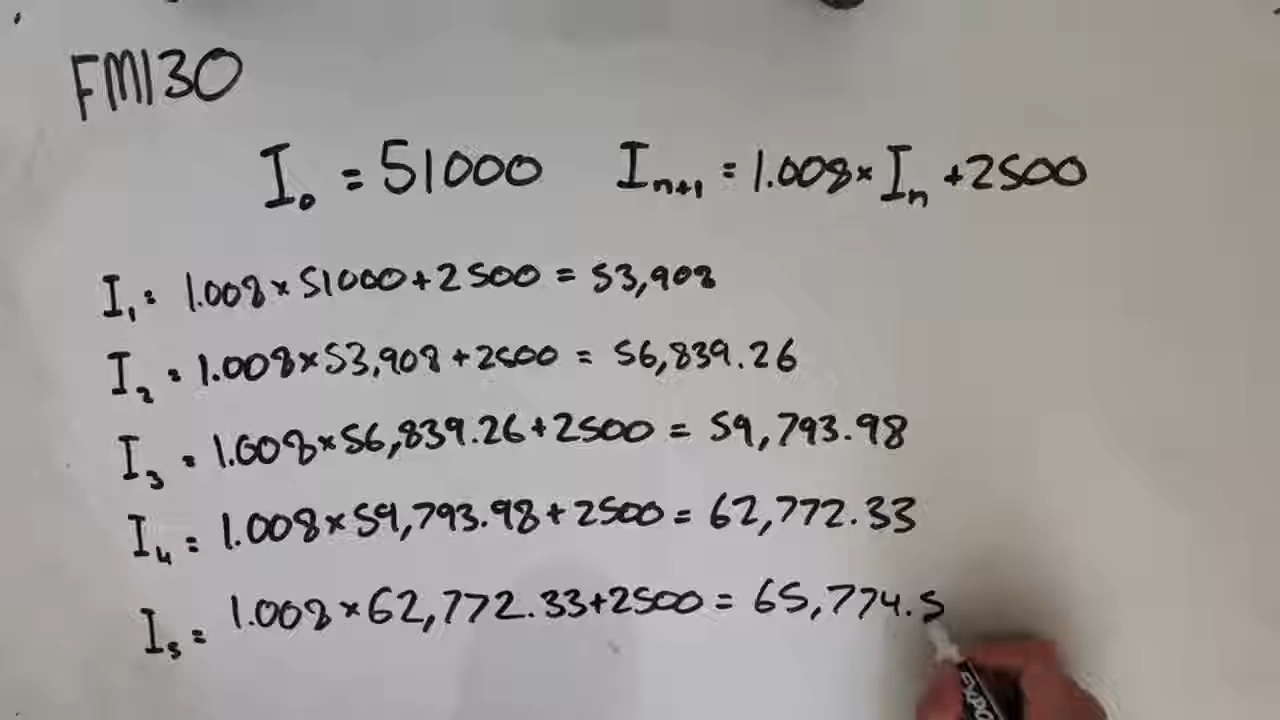 FM130
I₀ = 51000 Iₙ₊₁ = 1.008 × Iₙ + 2500
I₁ = 1.008 × 51000 + 2500 = 53,908
I₂ = 1.008 × 53,908 + 2500 = 56,839.26
I₃ = 1.008 × 56,839.26 + 2500 = 59,793.98
I₄ = 1.008 × 59,793.98 + 2500 = 62,772.33
I₅ = 1.008 × 62,772.33 + 2500 = 65,774.5
EXPO